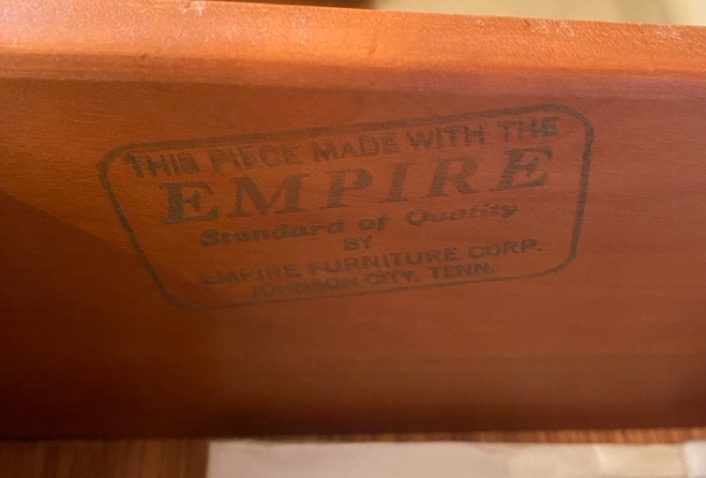 THIS PIECE MADE WITH THE
EMPIRE
Standard of Quality
BY
EMPIRE FURNITURE CORP.
JOHNSON CITY, TENN.